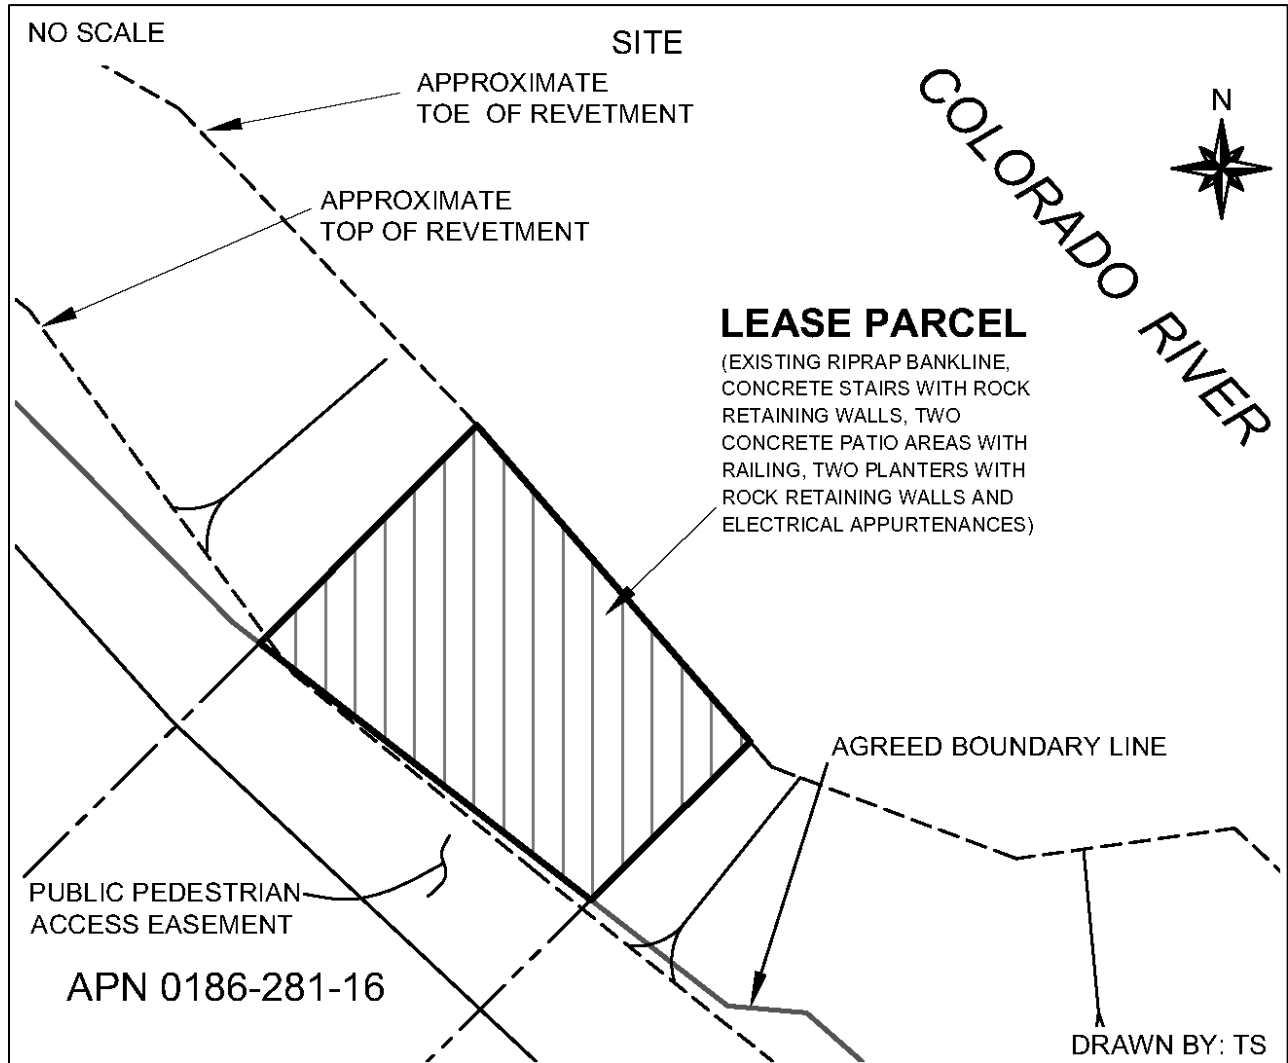 NO SCALE
SITE
APPROXIMATE
TOE OF REVETMENT
N
COLORADO RIVER
APPROXIMATE
TOP OF REVETMENT
LEASE PARCEL
(EXISTING RIPRAP BANKLINE,
CONCRETE STAIRS WITH ROCK
RETAINING WALLS, TWO
CONCRETE PATIO AREAS WITH
RAILING, TWO PLANTERS WITH
ROCK RETAINING WALLS AND
ELECTRICAL APPURTENANCES)
AGREED BOUNDARY LINE
PUBLIC PEDESTRIAN
ACCESS EASEMENT
APN 0186-281-16
DRAWN BY: TS